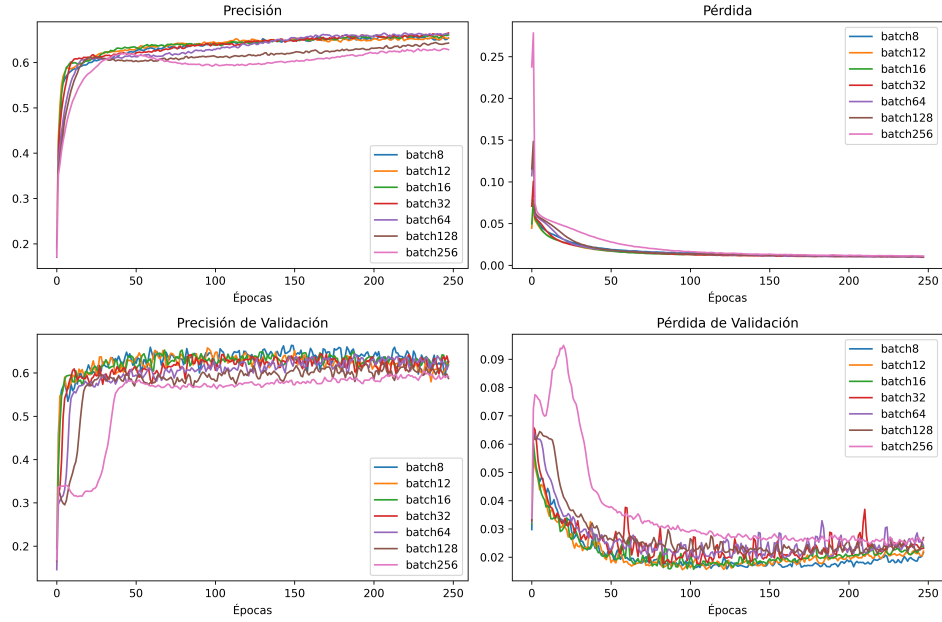 Precisión
0.6
0.5
0.4
0.3
0.2
0
50
100
150
200
250
Épocas
batch8
batch12
batch16
batch32
batch64
batch128
batch256
Pérdida
0.25
0.20
0.15
0.10
0.05
0.00
0
50
100
150
200
250
Épocas
batch8
batch12
batch16
batch32
batch64
batch128
batch256
Precisión de Validación
0.6
0.5
0.4
0.3
0.2
0
50
100
150
200
250
Épocas
batch8
batch12
batch16
batch32
batch64
batch128
batch256
Pérdida de Validación
0.09
0.08
0.07
0.06
0.05
0.04
0.03
0.02
0
50
100
150
200
250
Épocas
batch8
batch12
batch16
batch32
batch64
batch128
batch256